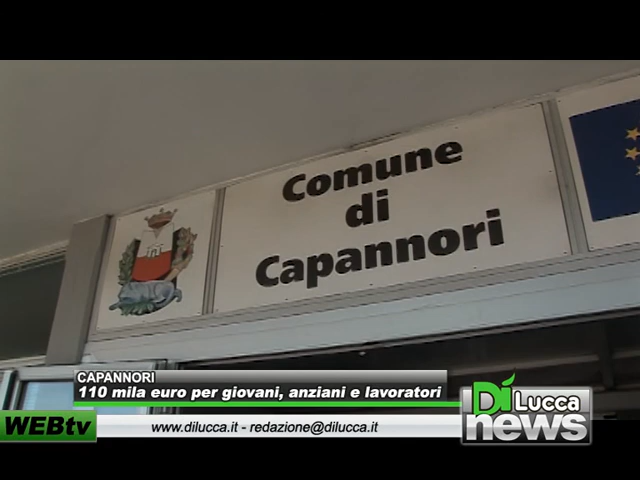 Comune
di
Capannori
CAPANNORI
110 mila euro per giovani, anziani e lavoratori
Dì Lucca
news
WEBtv
www.dilucca.it - redazione@dilucca.it